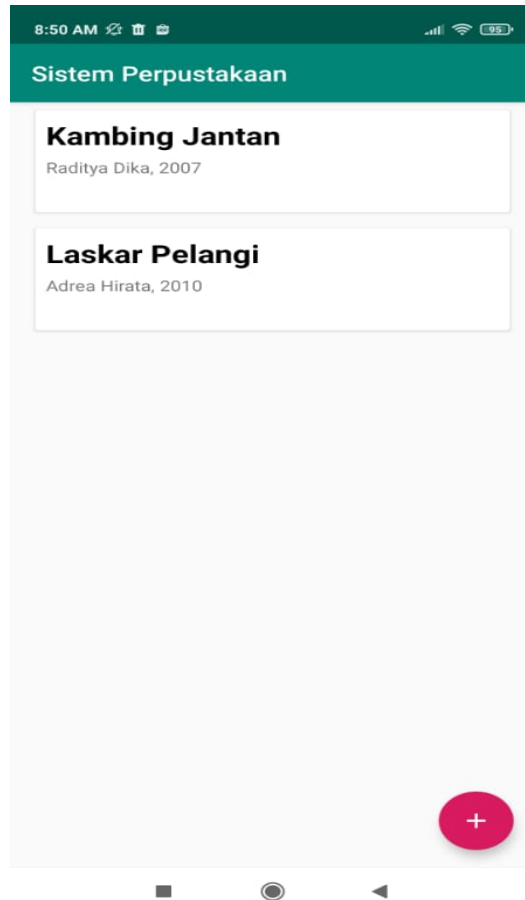 8:50 AM
95
Sistem Perpustakaan
Kambing Jantan
Raditya Dika, 2007
Laskar Pelangi
Adrea Hirata, 2010
+